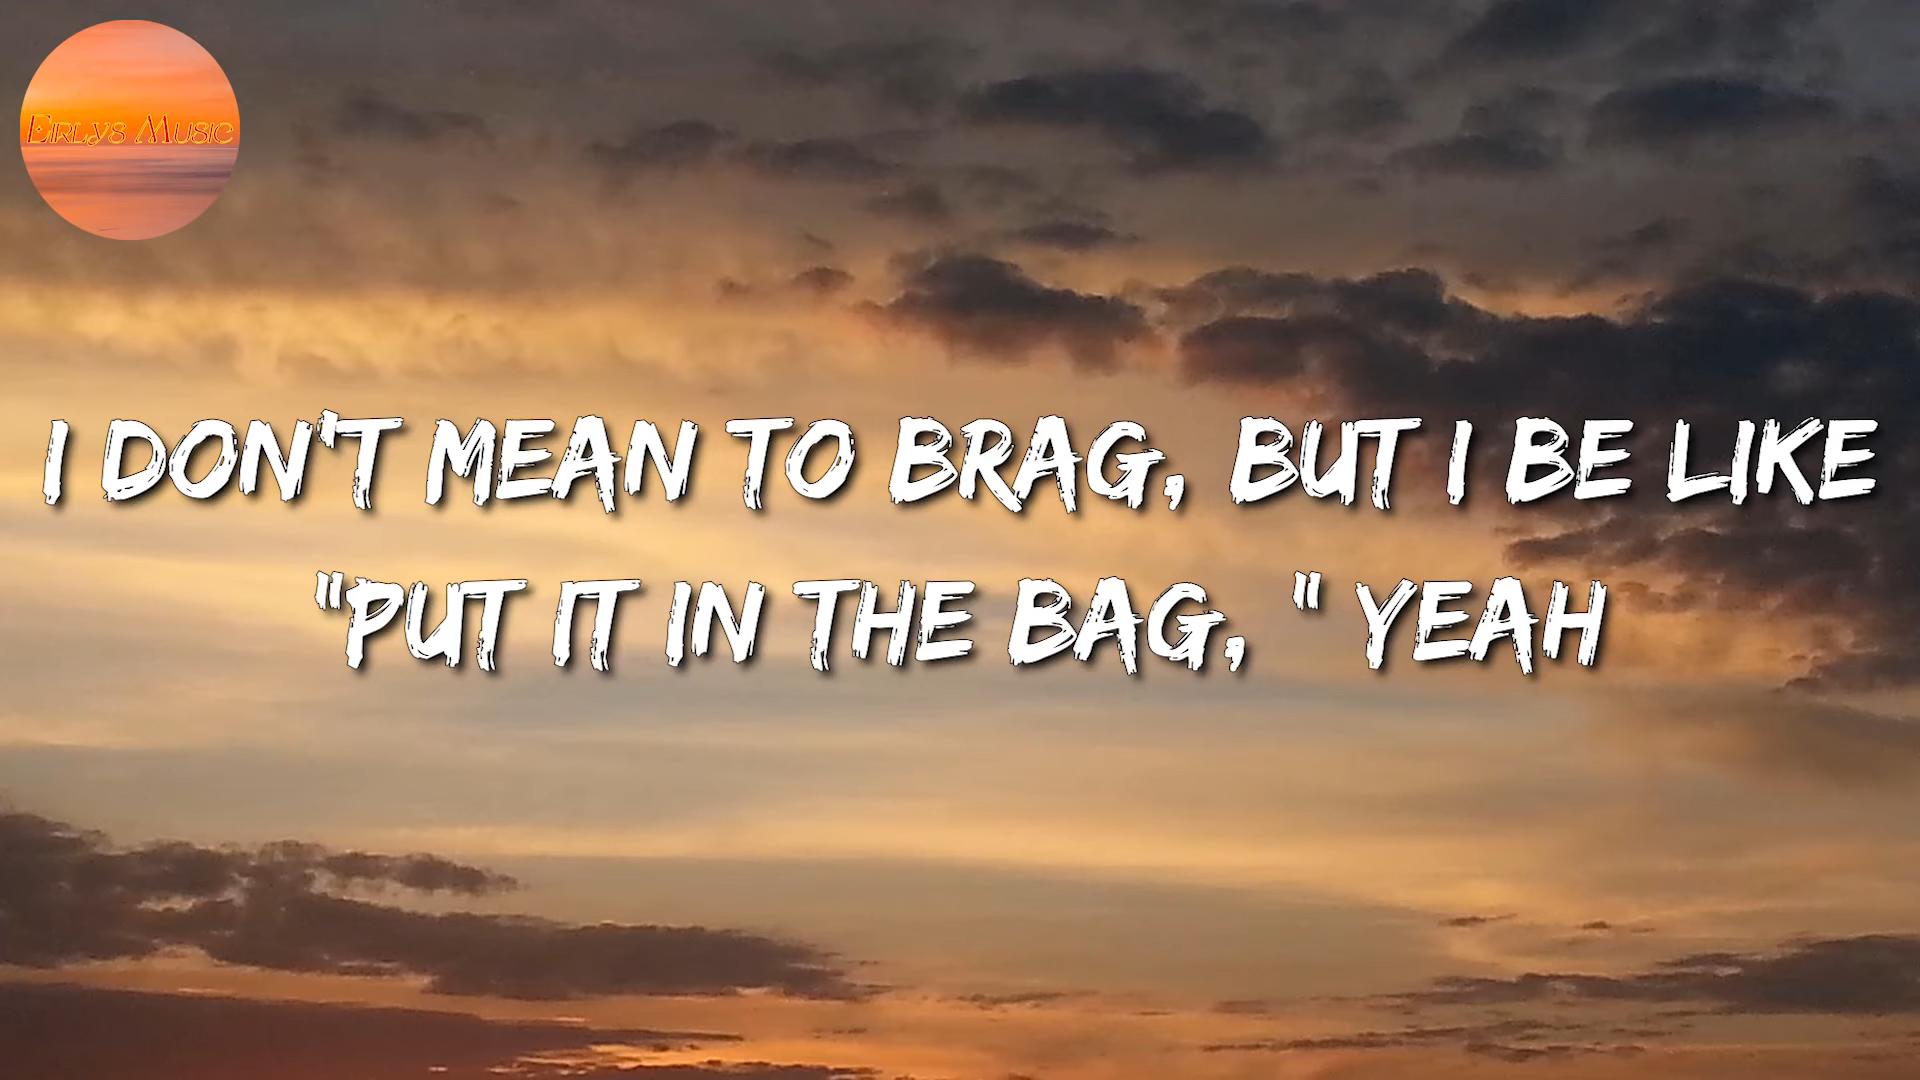 Eirlys Music
I DON'T MEAN TO BRAG, BUT I BE LIKE
"PUT IT IN THE BAG, " YEAH